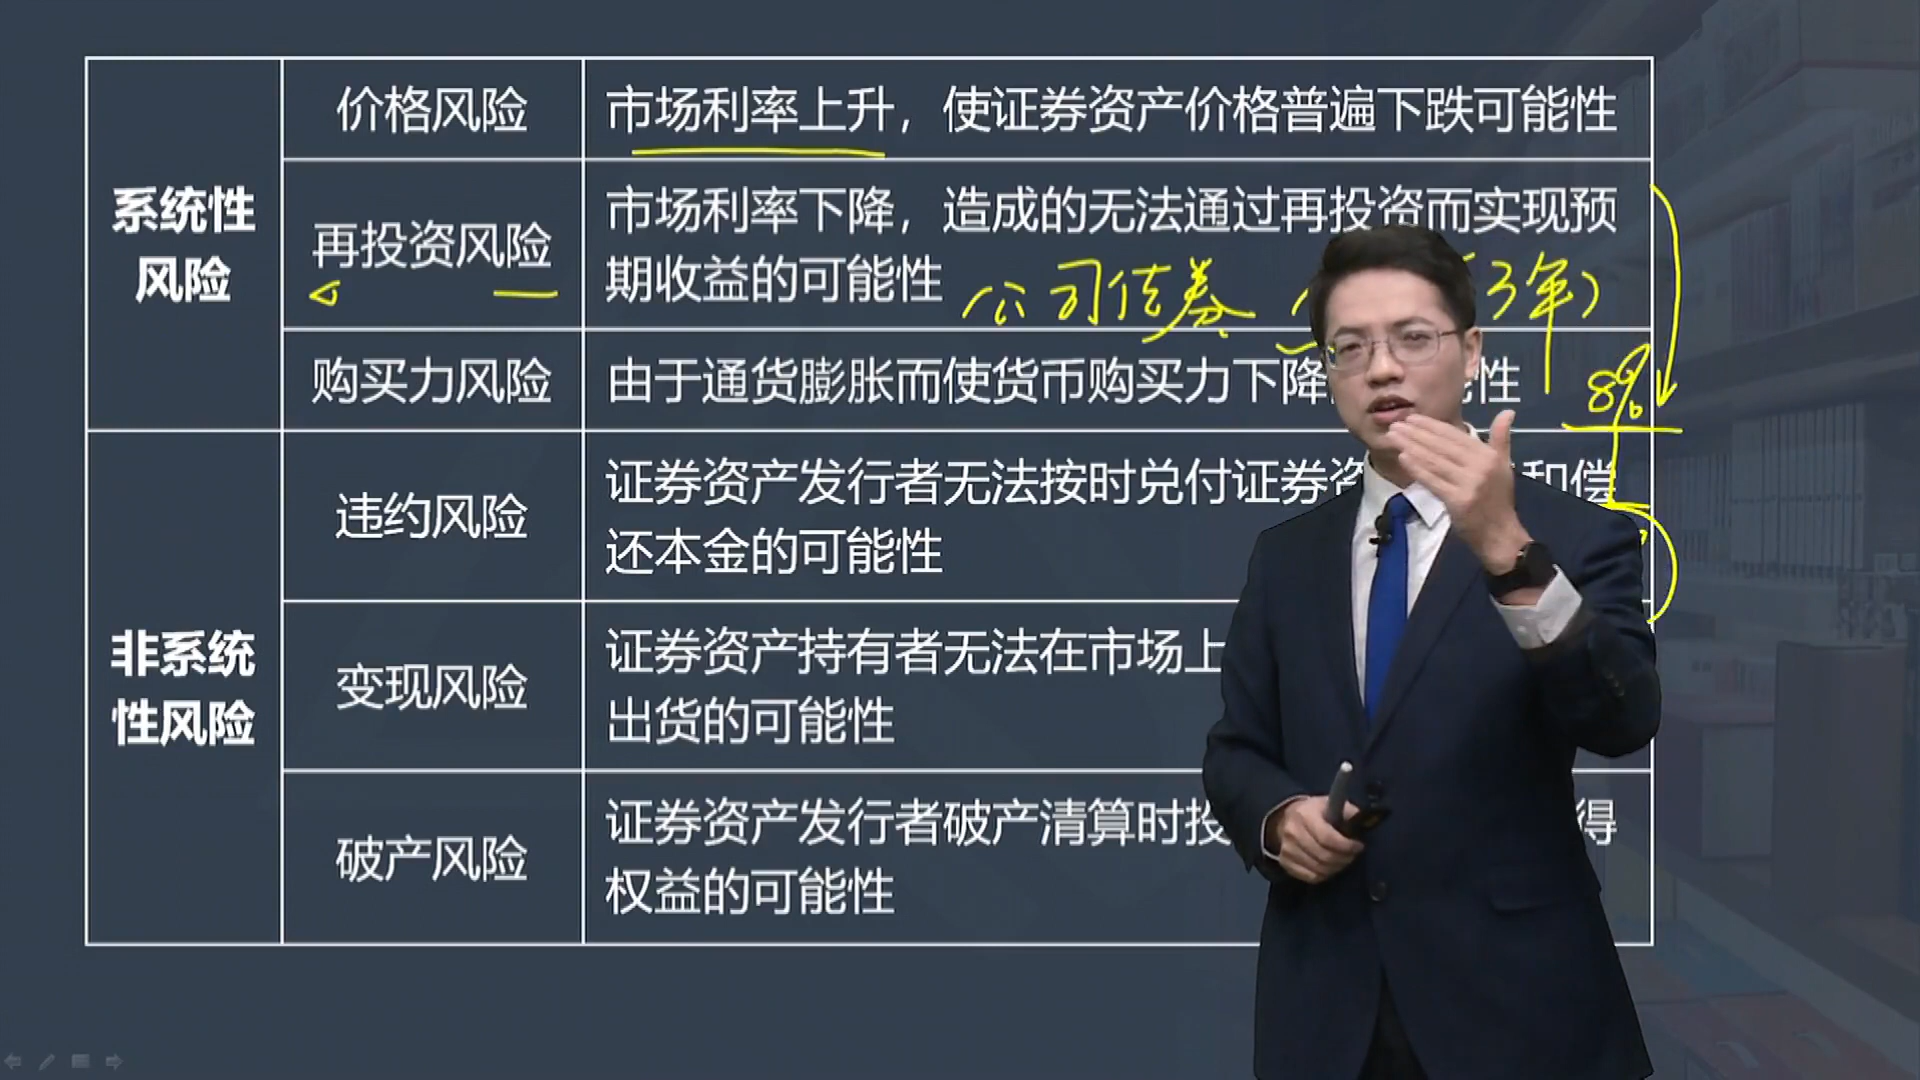 系统性
风险
价格风险
市场利率上升，使证券资产价格普遍下跌可能性
再投资风险
市场利率下降，造成的无法通过再投资而实现预
期收益的可能性
公司债券
3年）
购买力风险
由于通货膨胀而使货币购买力下降 性
8%
非系统
性风险
违约风险
证券资产发行者无法按时兑付证券资 和偿
还本金的可能性
变现风险
证券资产持有者无法在市场上
出货的可能性
破产风险
证券资产发行者破产清算时投 得
权益的可能性